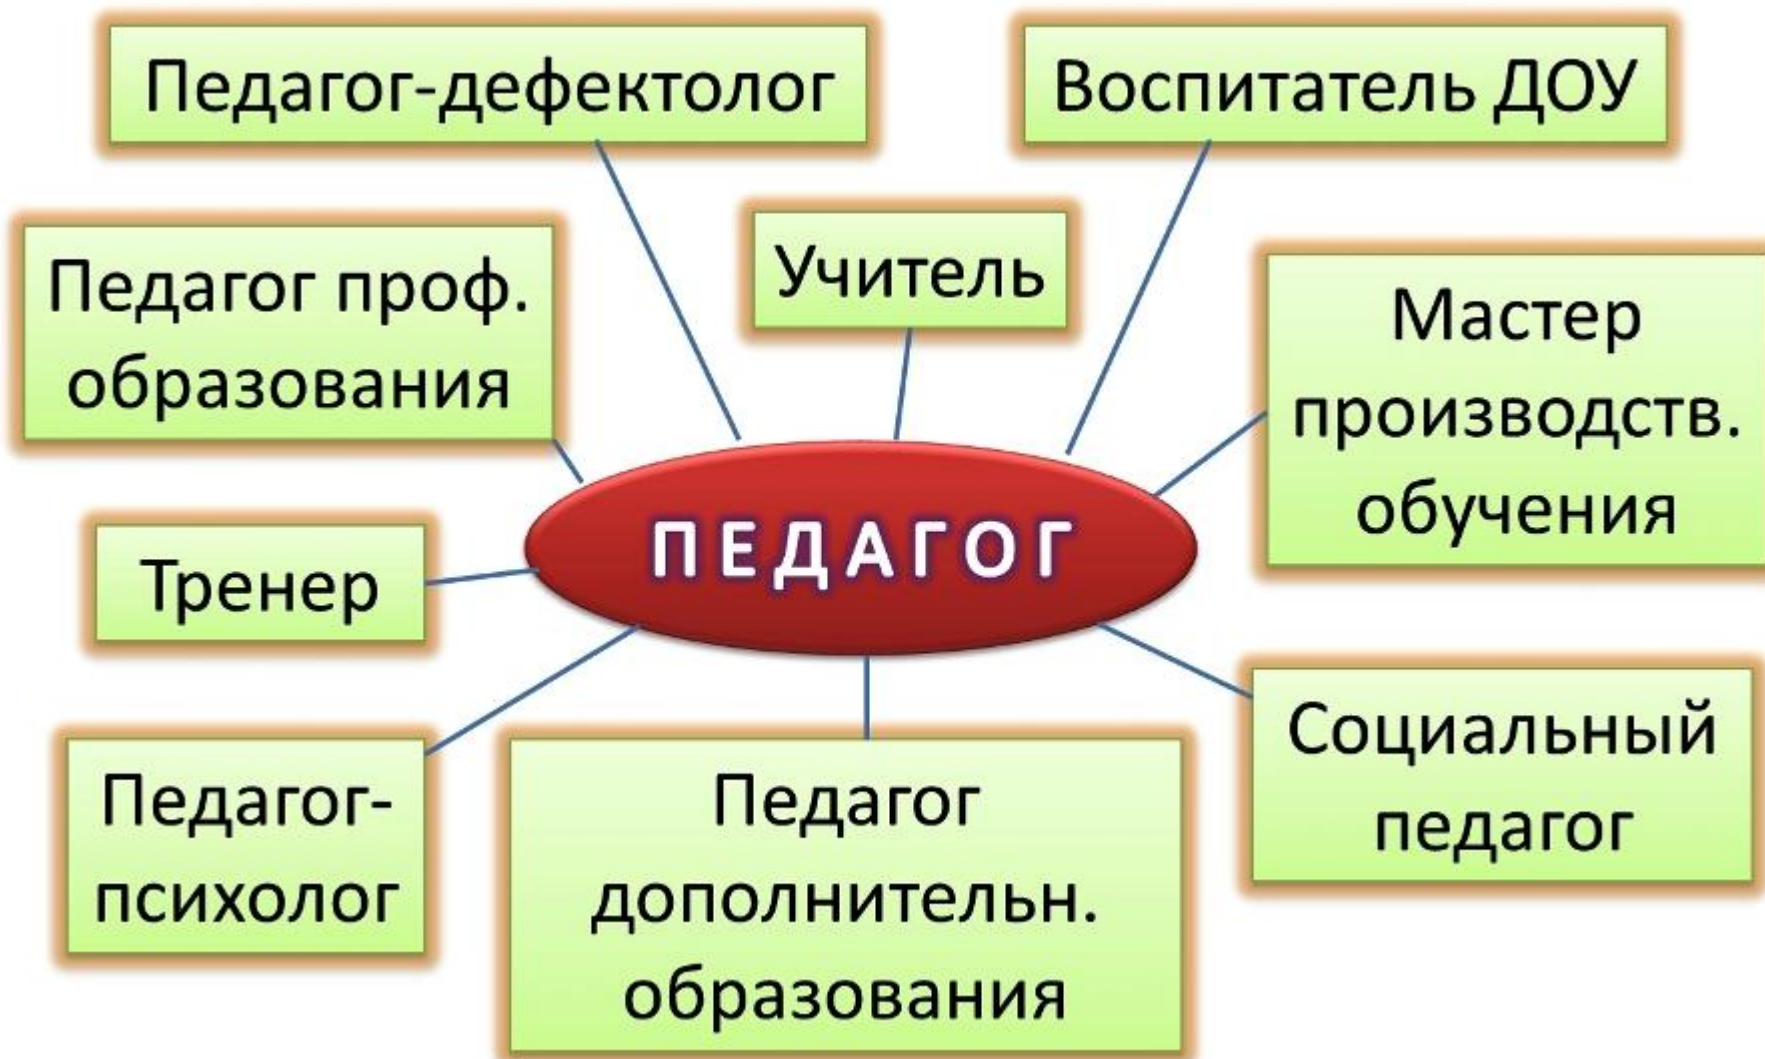 Педагог-дефектолог
Воспитатель ДОУ
Педагог проф.
образования
Учитель
Мастер
производств.
обучения
ПЕДАГОГ
Тренер
Социальный
педагог
Педагог-
психолог
Педагог
дополнительн.
образования